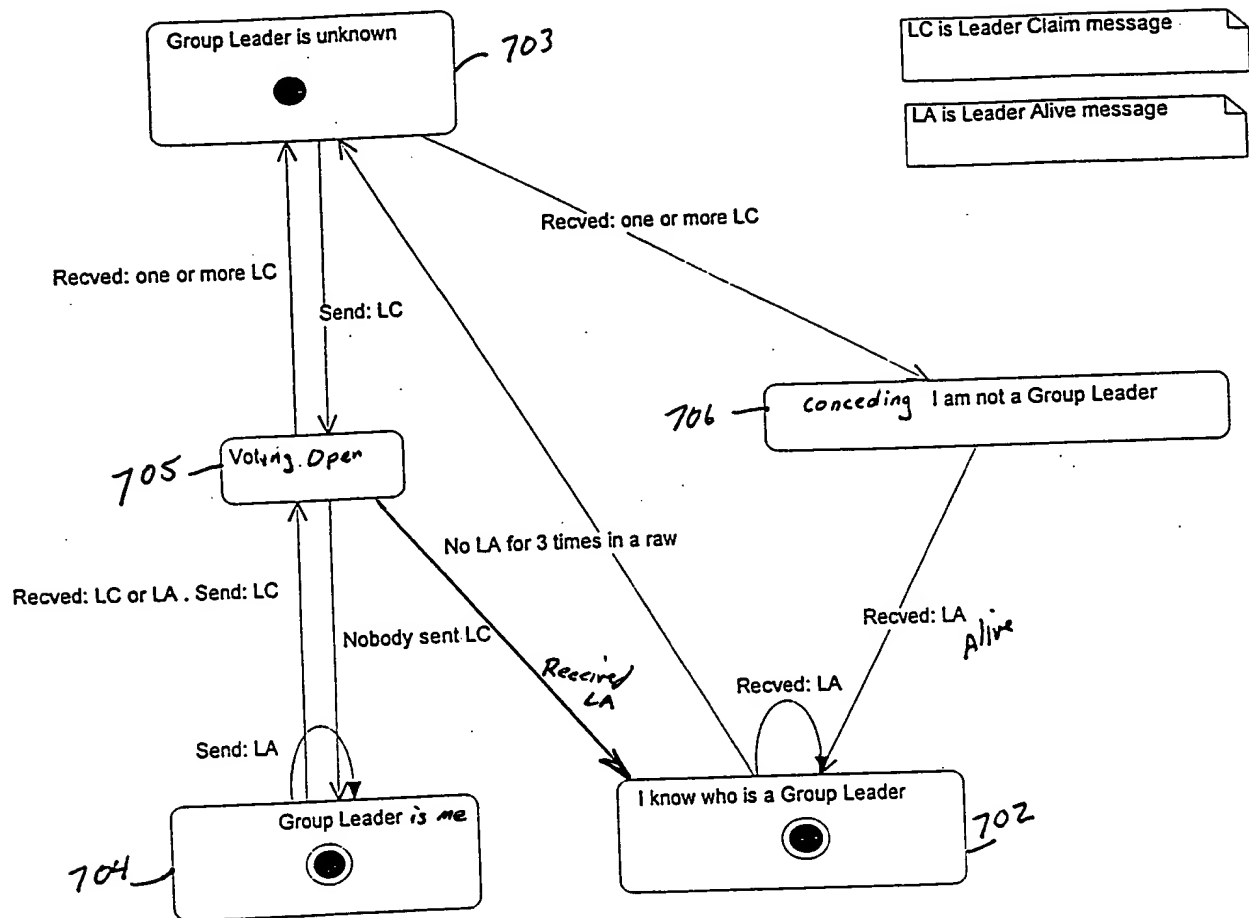 Group Leader is unknown
703
LC is Leader Claim message
LA is Leader Alive message
Recved: one or more LC
Recved: one or more LC
Send: LC
706
Conceding I am not a Group Leader
705
Voting. Open
No LA for 3 times in a raw
Recved: LC or LA . Send: LC
Nobody sent LC
Recved: LA
Alive
Received
LA
Recved: LA
Send: LA
I know who is a Group Leader
Group Leader is me
702
704